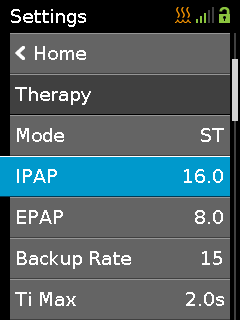 Settings
Home
Therapy
Mode ST
IPAP 16.0
EPAP 8.0
Backup Rate 15
Ti Max 2.0s